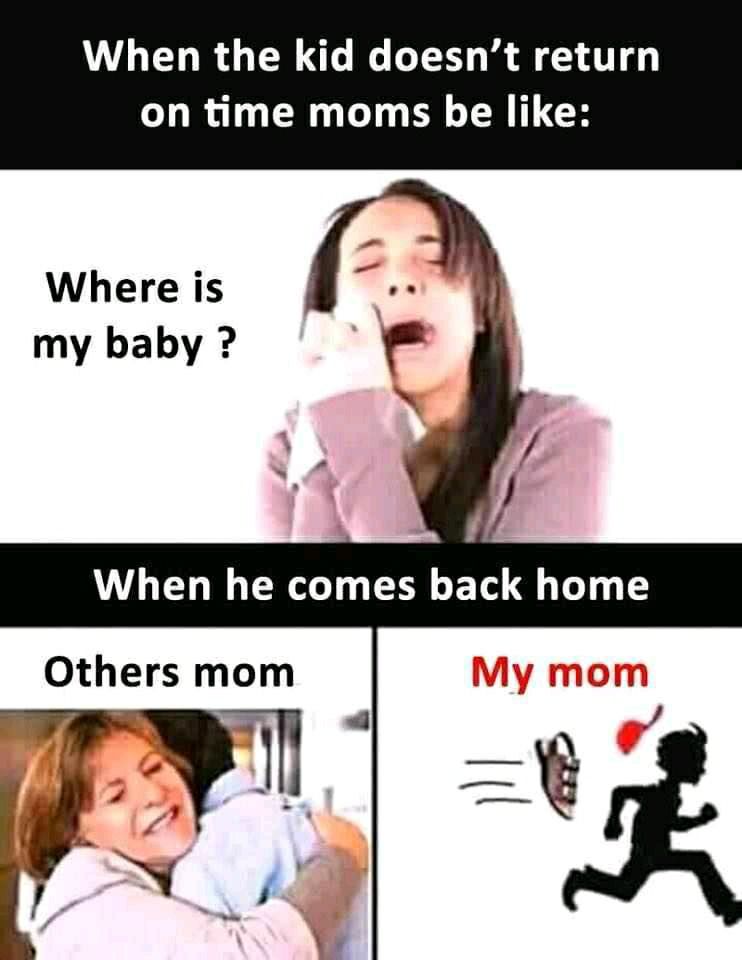 When the kid doesn't return
on time moms be like:
Where is
my baby ?
When he comes back home
Others mom
My mom